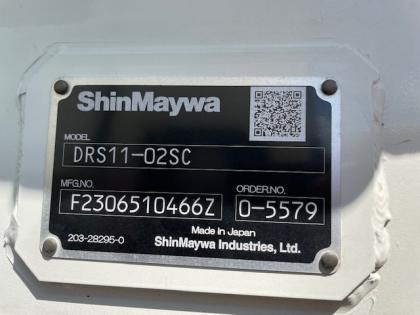 ShinMaywa
MODEL
DRS11-02SC
MFG.NO. ORDER.NO.
F2306510466Z 0-5579
Made in Japan
203-28295-0 ShinMaywa Industries, Ltd.